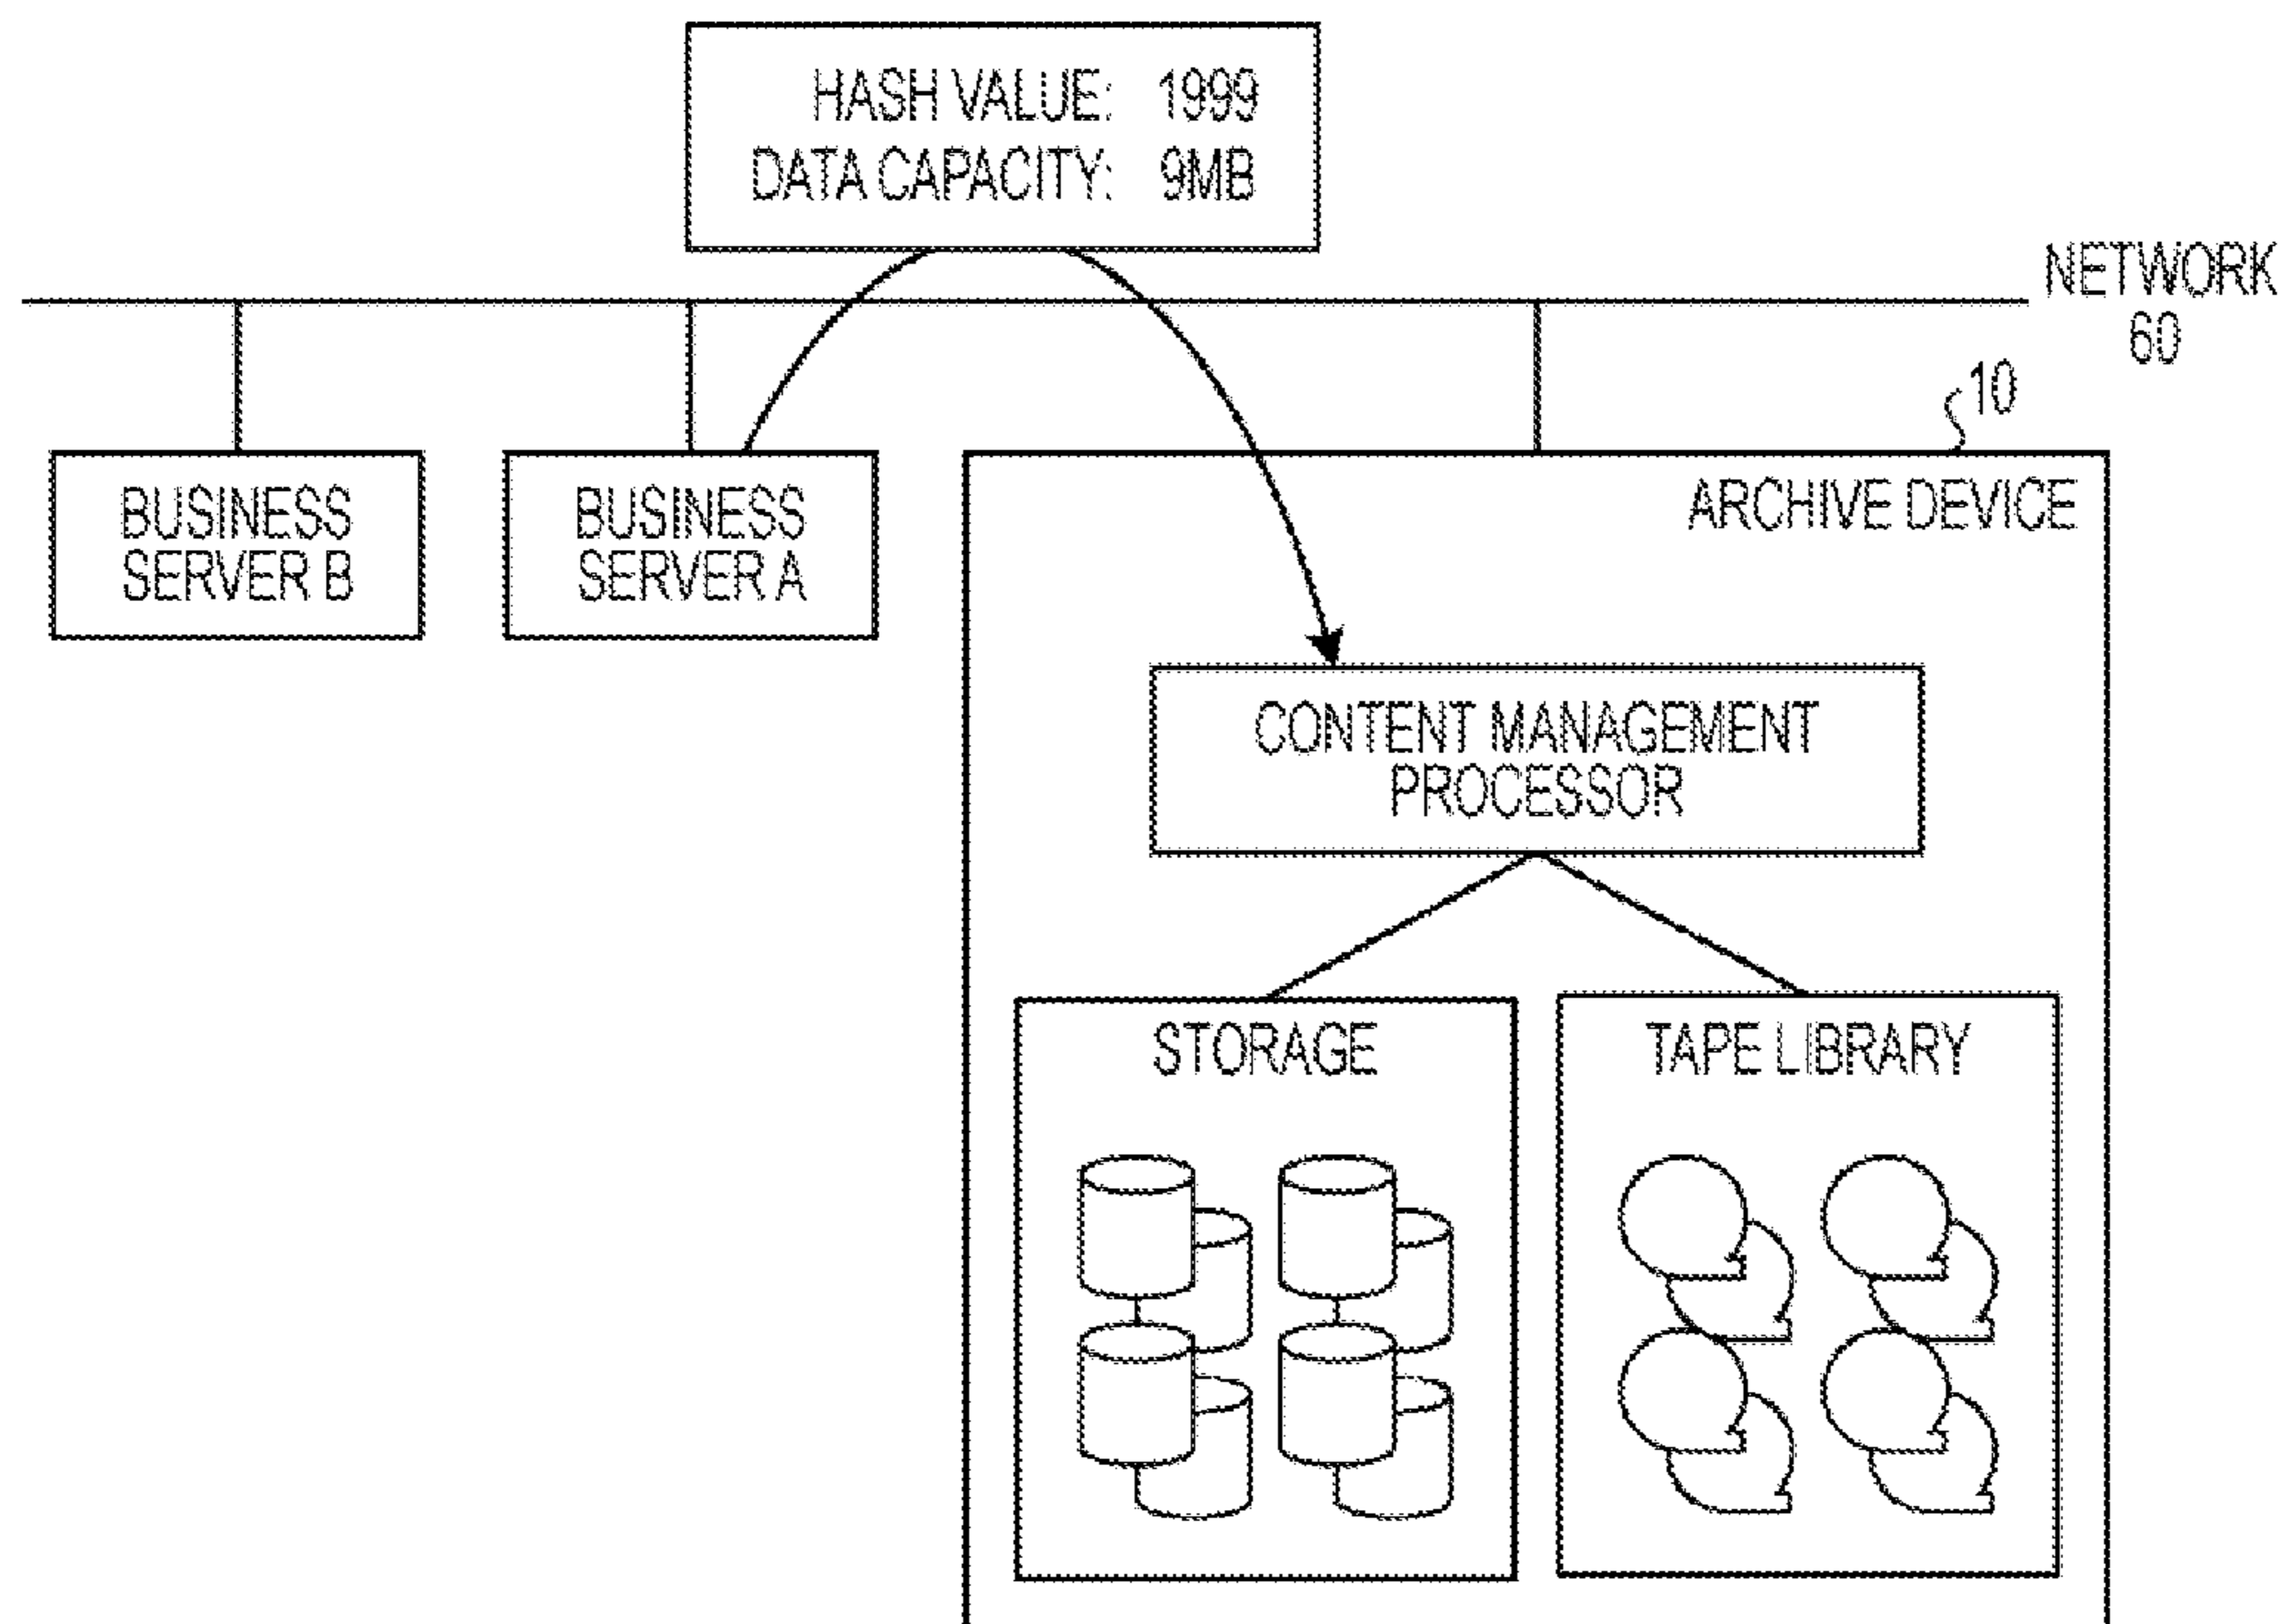 HASH VALUE: 1999
DATA CAPACITY: 9MB
NETWORK
60
10
BUSINESS
SERVER B
BUSINESS
SERVER A
ARCHIVE DEVICE
CONTENT MANAGEMENT
PROCESSOR
STORAGE
TAPE LIBRARY